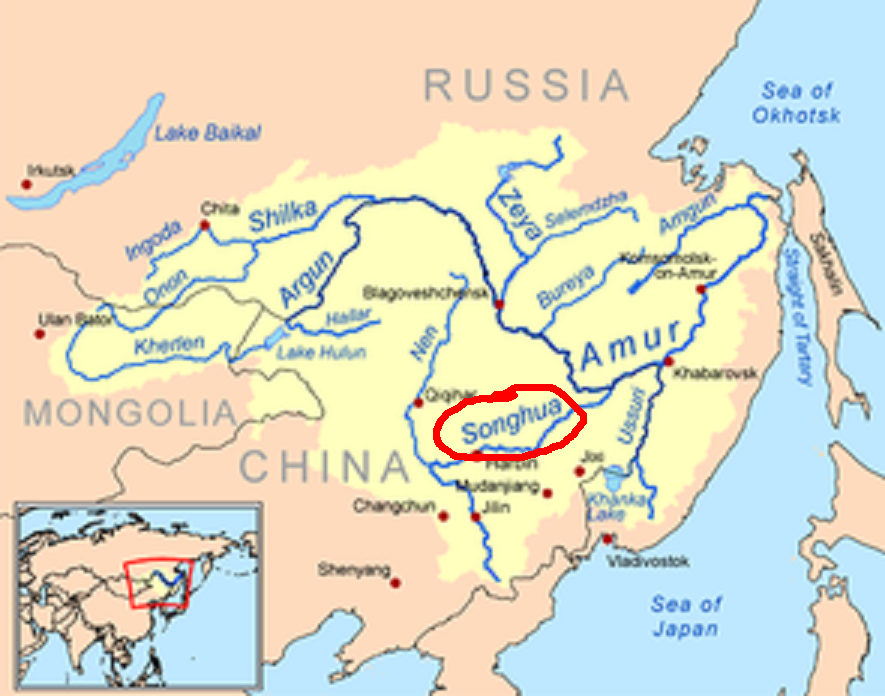 RUSSIA
Sea of
Okhotsk
Lake Baikal
Irkutsk
Chita
Shilka
Ingoda
Onon
Argun
Zeya
Selemdzha
Amgun
Komsomolsk-
on-Amur
Sakhalin
Straight of Tartary
Bureya
Blagoveshchensk
Ulan Bator
Kherlen
Hailar
Lake Hulun
Nen
Amur
Khabarovsk
Qiqihar
MONGOLIA
Songhua
Ussuri
CHINA
Harbin
Mudanjiang
Khanka
Lake
Changchun
Jilin
Vladivostok
Shenyang
Sea of
Japan